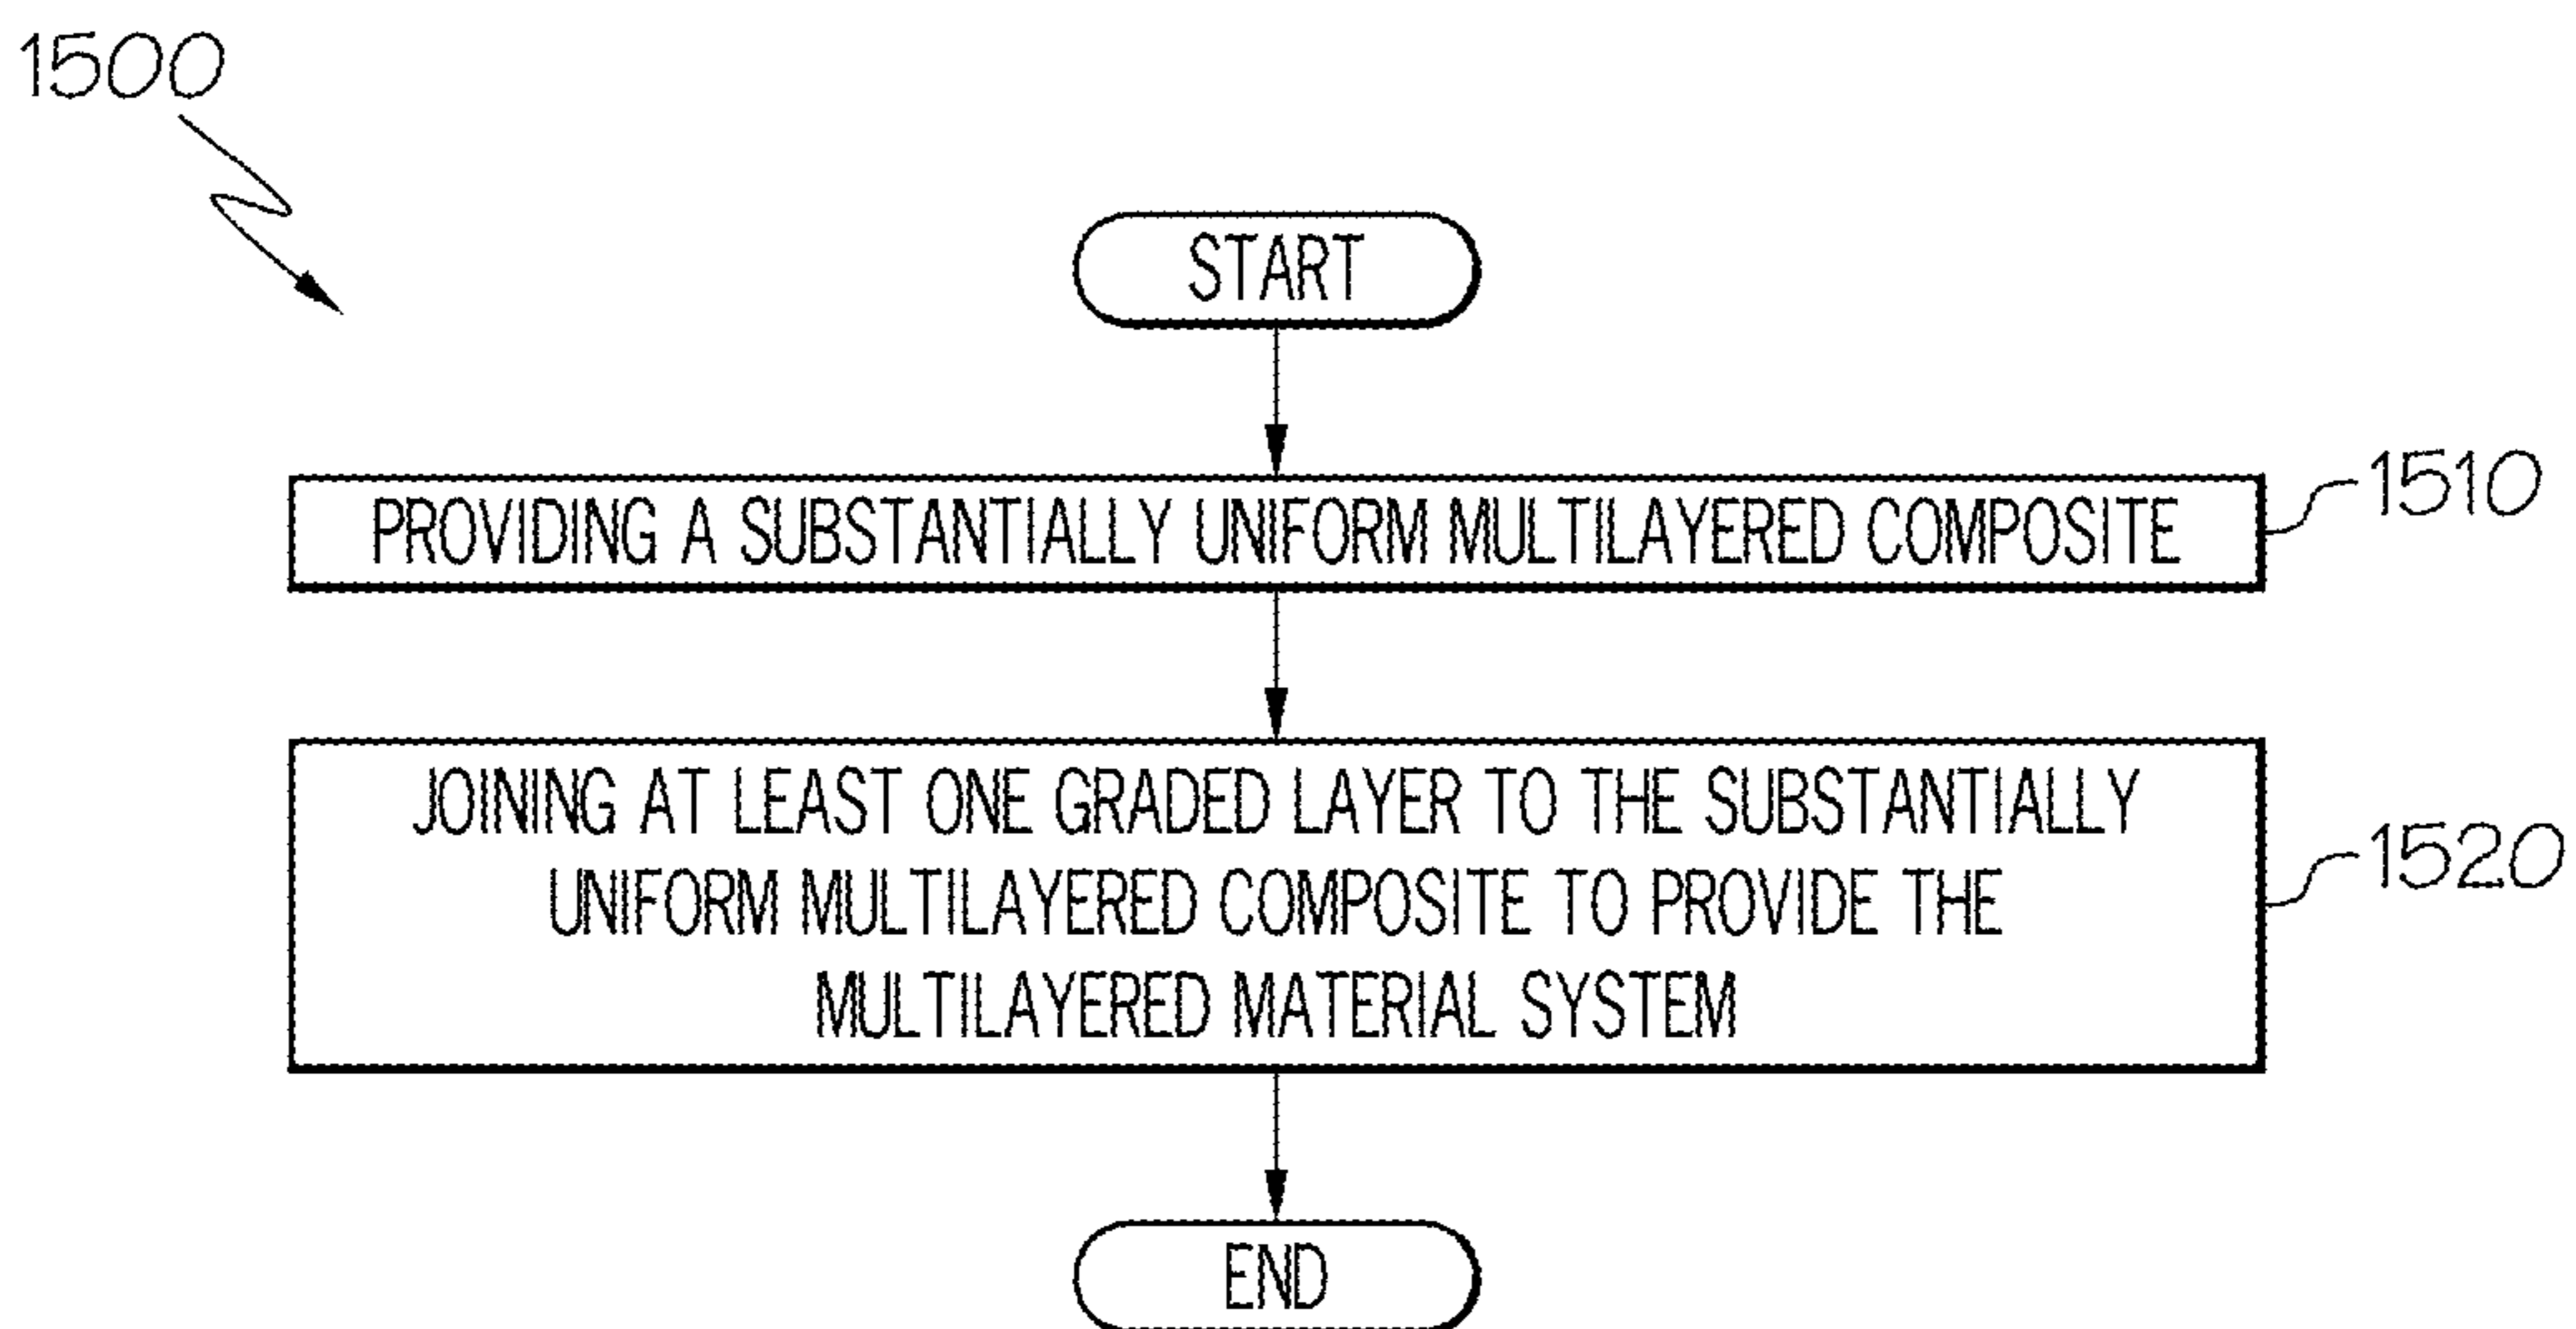 1500
START
PROVIDING A SUBSTANTIALLY UNIFORM MULTILAYERED COMPOSITE
1510
JOINING AT LEAST ONE GRADED LAYER TO THE SUBSTANTIALLY
UNIFORM MULTILAYERED COMPOSITE TO PROVIDE THE
MULTILAYERED MATERIAL SYSTEM
1520
END